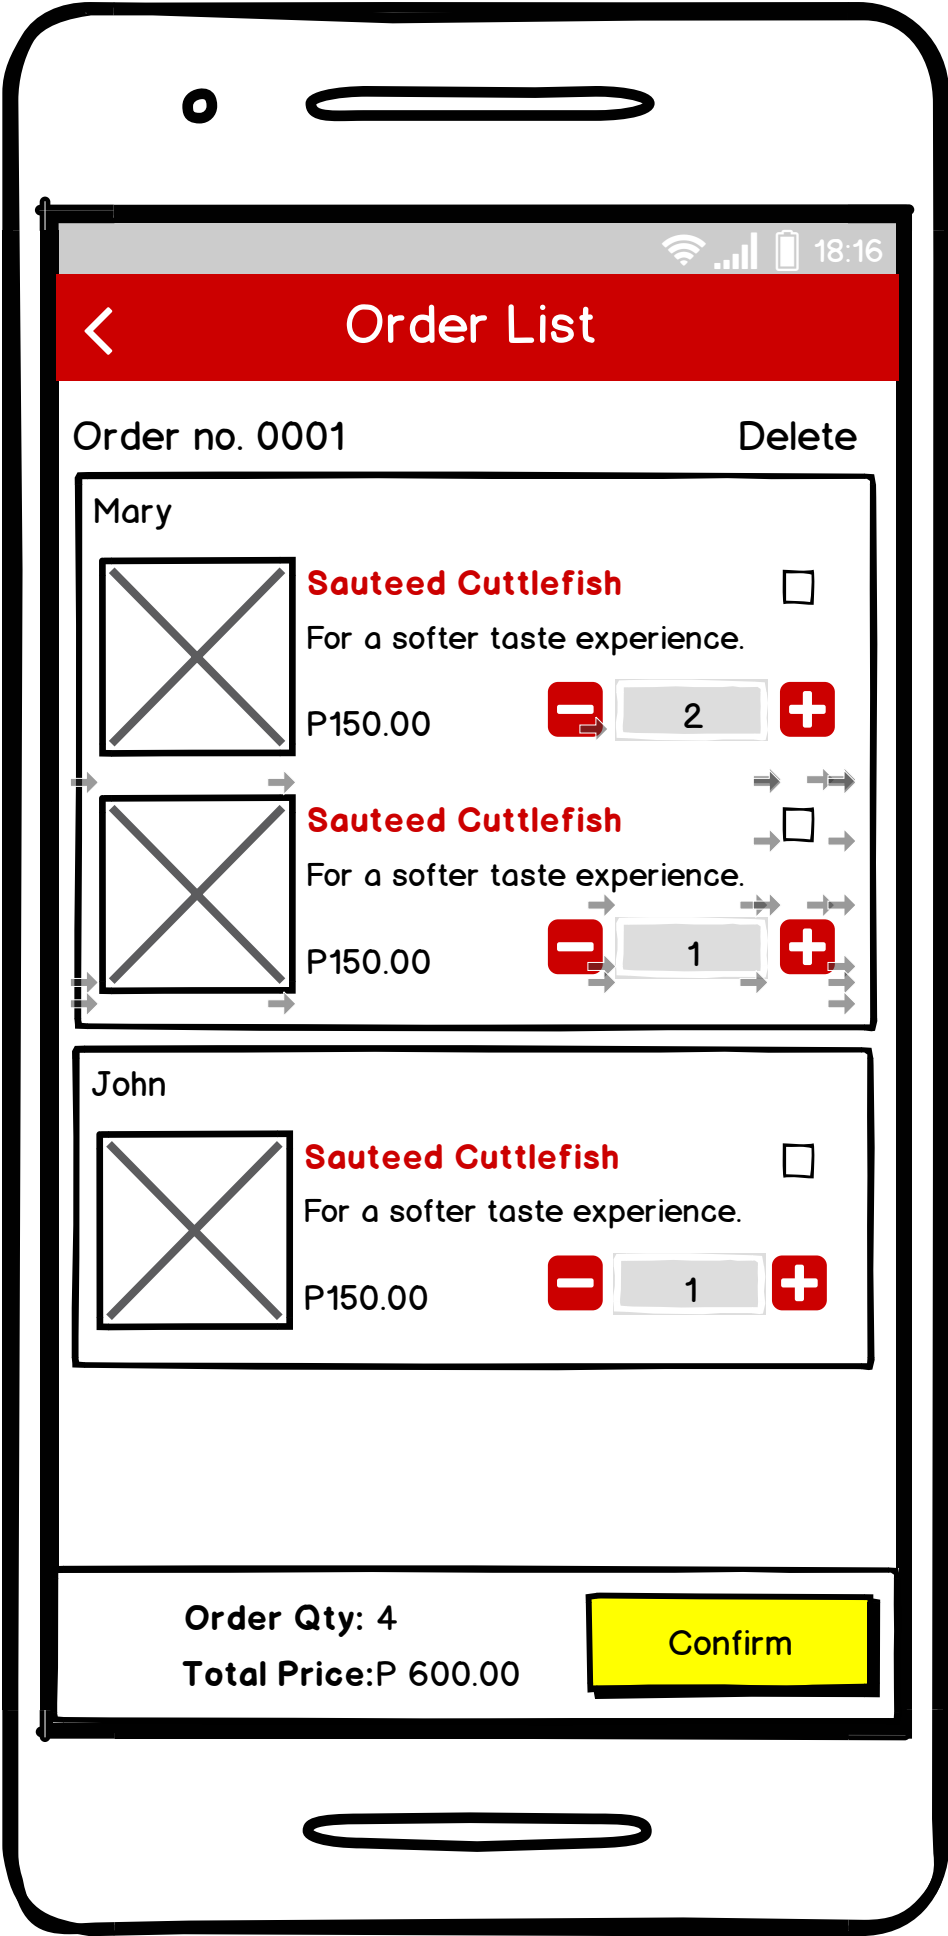 18:16
Order List
Order no. 0001 Delete
Mary
Sauteed Cuttlefish
For a softer taste experience.
P150.00 2
Sauteed Cuttlefish
For a softer taste experience.
P150.00 1
John
Sauteed Cuttlefish
For a softer taste experience.
P150.00 1
Order Qty: 4
Total Price:P 600.00
Confirm